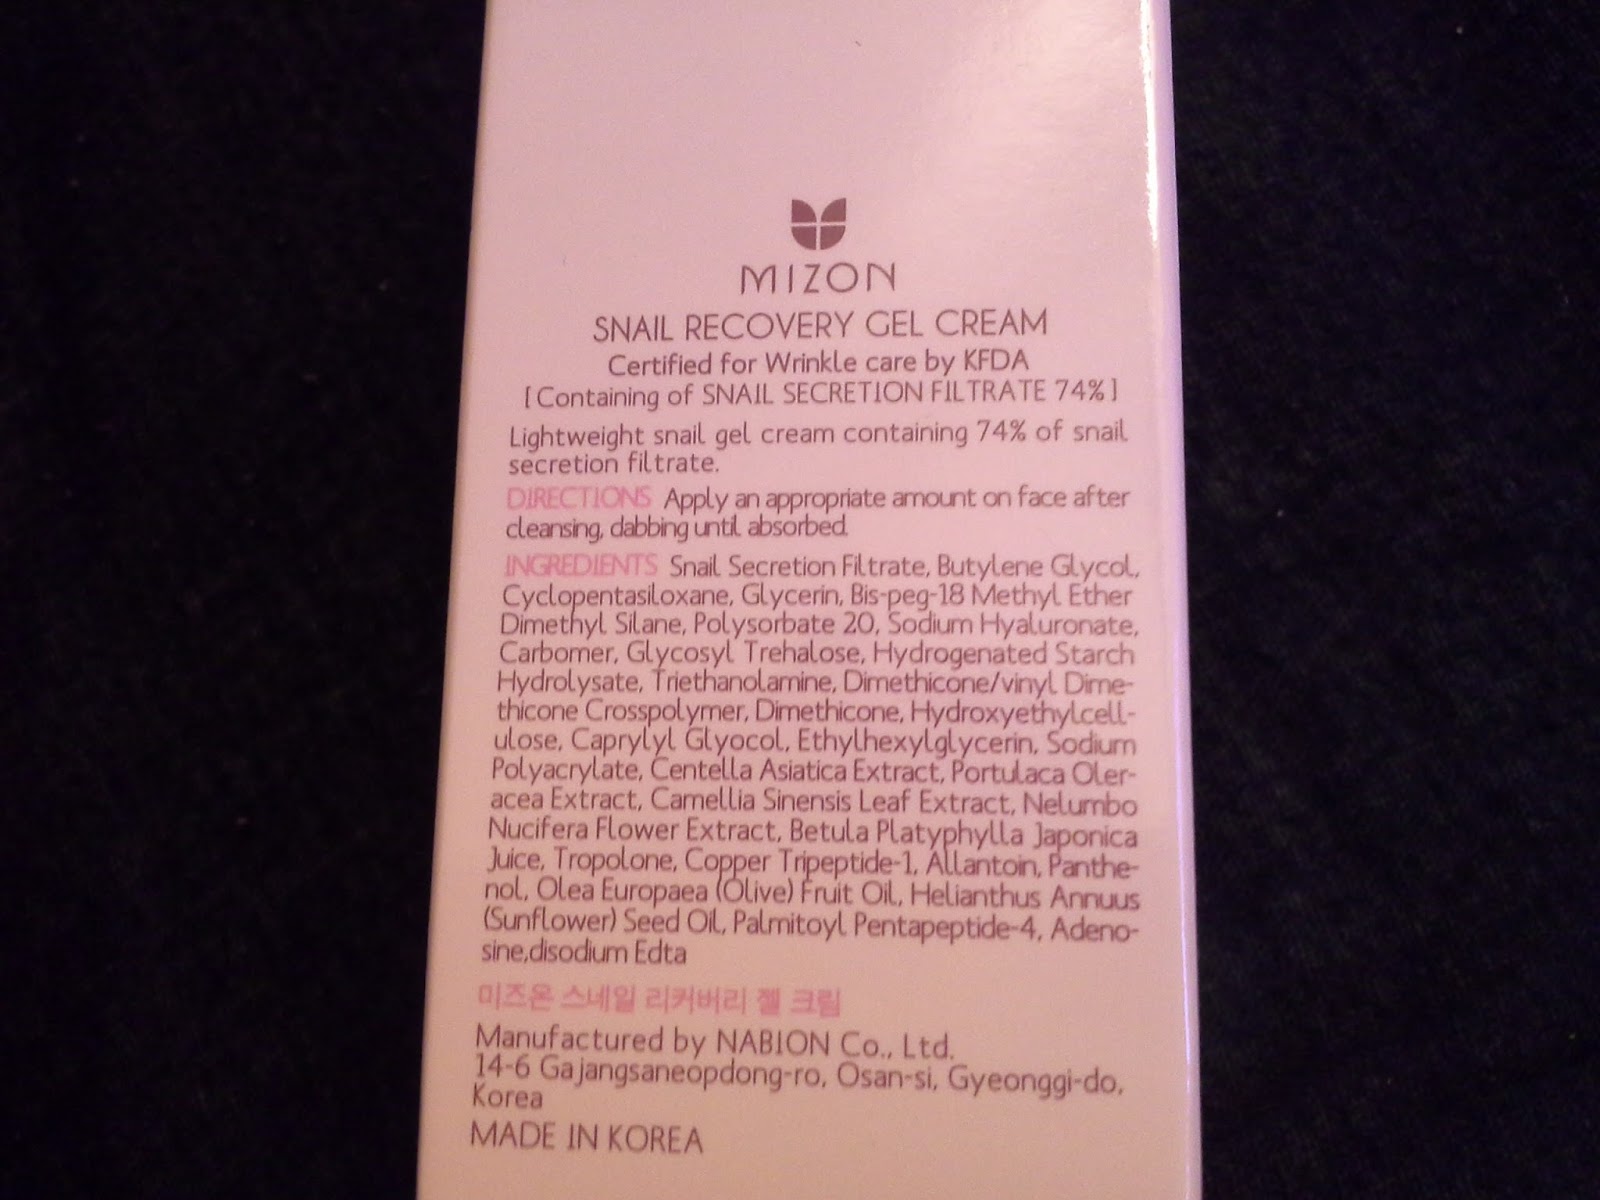 MIZON
SNAIL RECOVERY GEL CREAM
Certified for Wrinkle care by KFDA
[Containing of SNAIL SECRETION FILTRATE 74%]
Lightweight snail gel cream containing 74% of snail
secretion filtrate.
DIRECTIONS Apply an appropriate amount on face after
cleansing, dabbing until absorbed.
INGREDIENTS Snail Secretion Filtrate, Butylene Glycol,
Cyclopentasiloxane, Glycerin, Bis-peg-18 Methyl Ether
Dimethyl Silane, Polysorbate 20, Sodium Hyaluronate,
Carbomer, Glycosyl Trehalose, Hydrogenated Starch
Hydrolysate, Triethanolamine, Dimethicone/vinyl Dime-
thicone Crosspolymer, Dimethicone, Hydroxyethylcell-
ulose, Caprylyl Glyocol, Ethylhexylglycerin, Sodium
Polyacrylate, Centella Asiatica Extract, Portulaca Oler-
acea Extract, Camellia Sinensis Leaf Extract, Nelumbo
Nucifera Flower Extract, Betula Platyphylla Japonica
Juice, Tropolone, Copper Tripeptide-1, Allantoin, Panthe-
nol, Olea Europaea (Olive) Fruit Oil, Helianthus Annuus
(Sunflower) Seed Oil, Palmitoyl Pentapeptide-4, Adeno-
sine,disodium Edta
미즈온 스네일 리커버리 젤 크림
Manufactured by NABION Co., Ltd.
14-6 Gajangsaneopdong-ro, Osan-si, Gyeonggi-do,
Korea
MADE IN KOREA